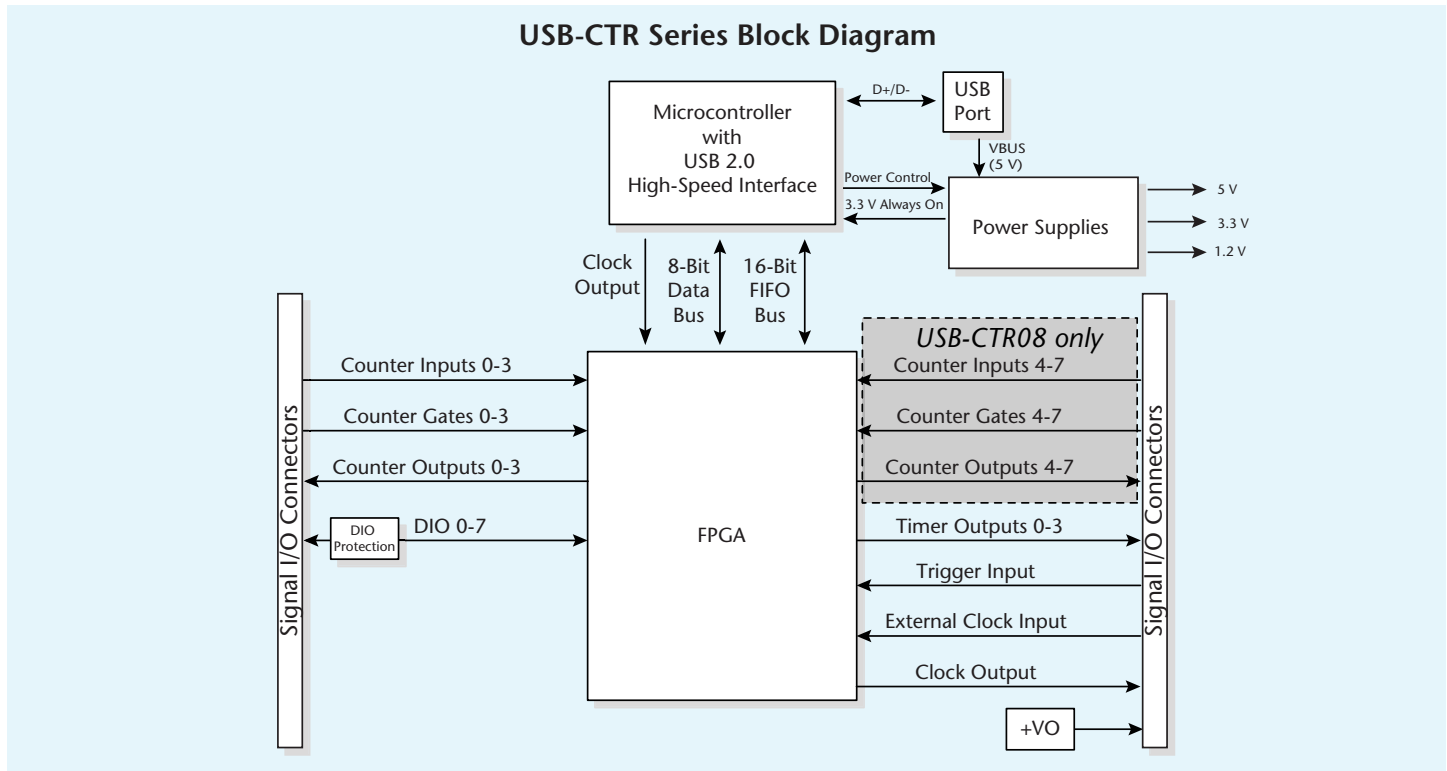 USB-CTR Series Block Diagram
Microcontroller
with
USB 2.0
High-Speed Interface
D+/D-
USB
Port
VBUS
(5 V)
Power Control
3.3 V Always On
Power Supplies
5 V
3.3 V
1.2 V
Clock
Output
8-Bit
Data
Bus
16-Bit
FIFO
Bus
Signal I/O Connectors
Counter Inputs 0-3
Counter Gates 0-3
Counter Outputs 0-3
DIO
Protection
DIO 0-7
FPGA
USB-CTR08 only
Counter Inputs 4-7
Counter Gates 4-7
Counter Outputs 4-7
Timer Outputs 0-3
Trigger Input
External Clock Input
Clock Output
+VO
Signal I/O Connectors